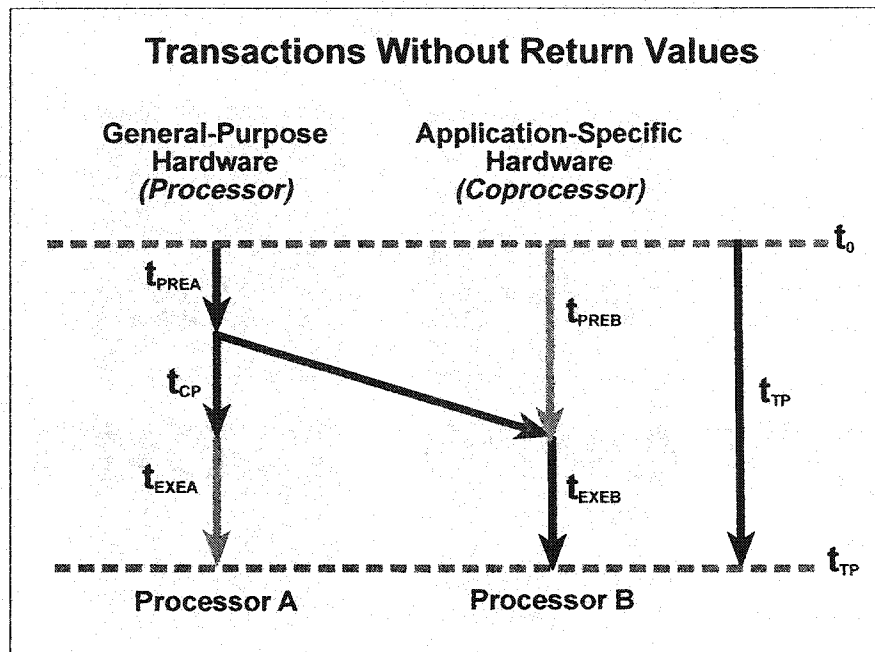 Transactions Without Return Values
General-Purpose
Hardware
(Processor)
Application-Specific
Hardware
(Coprocessor)
t0
tPREA
tPREB
tCP
tTP
tEXEA
tEXEB
tTP
Processor A
Processor B